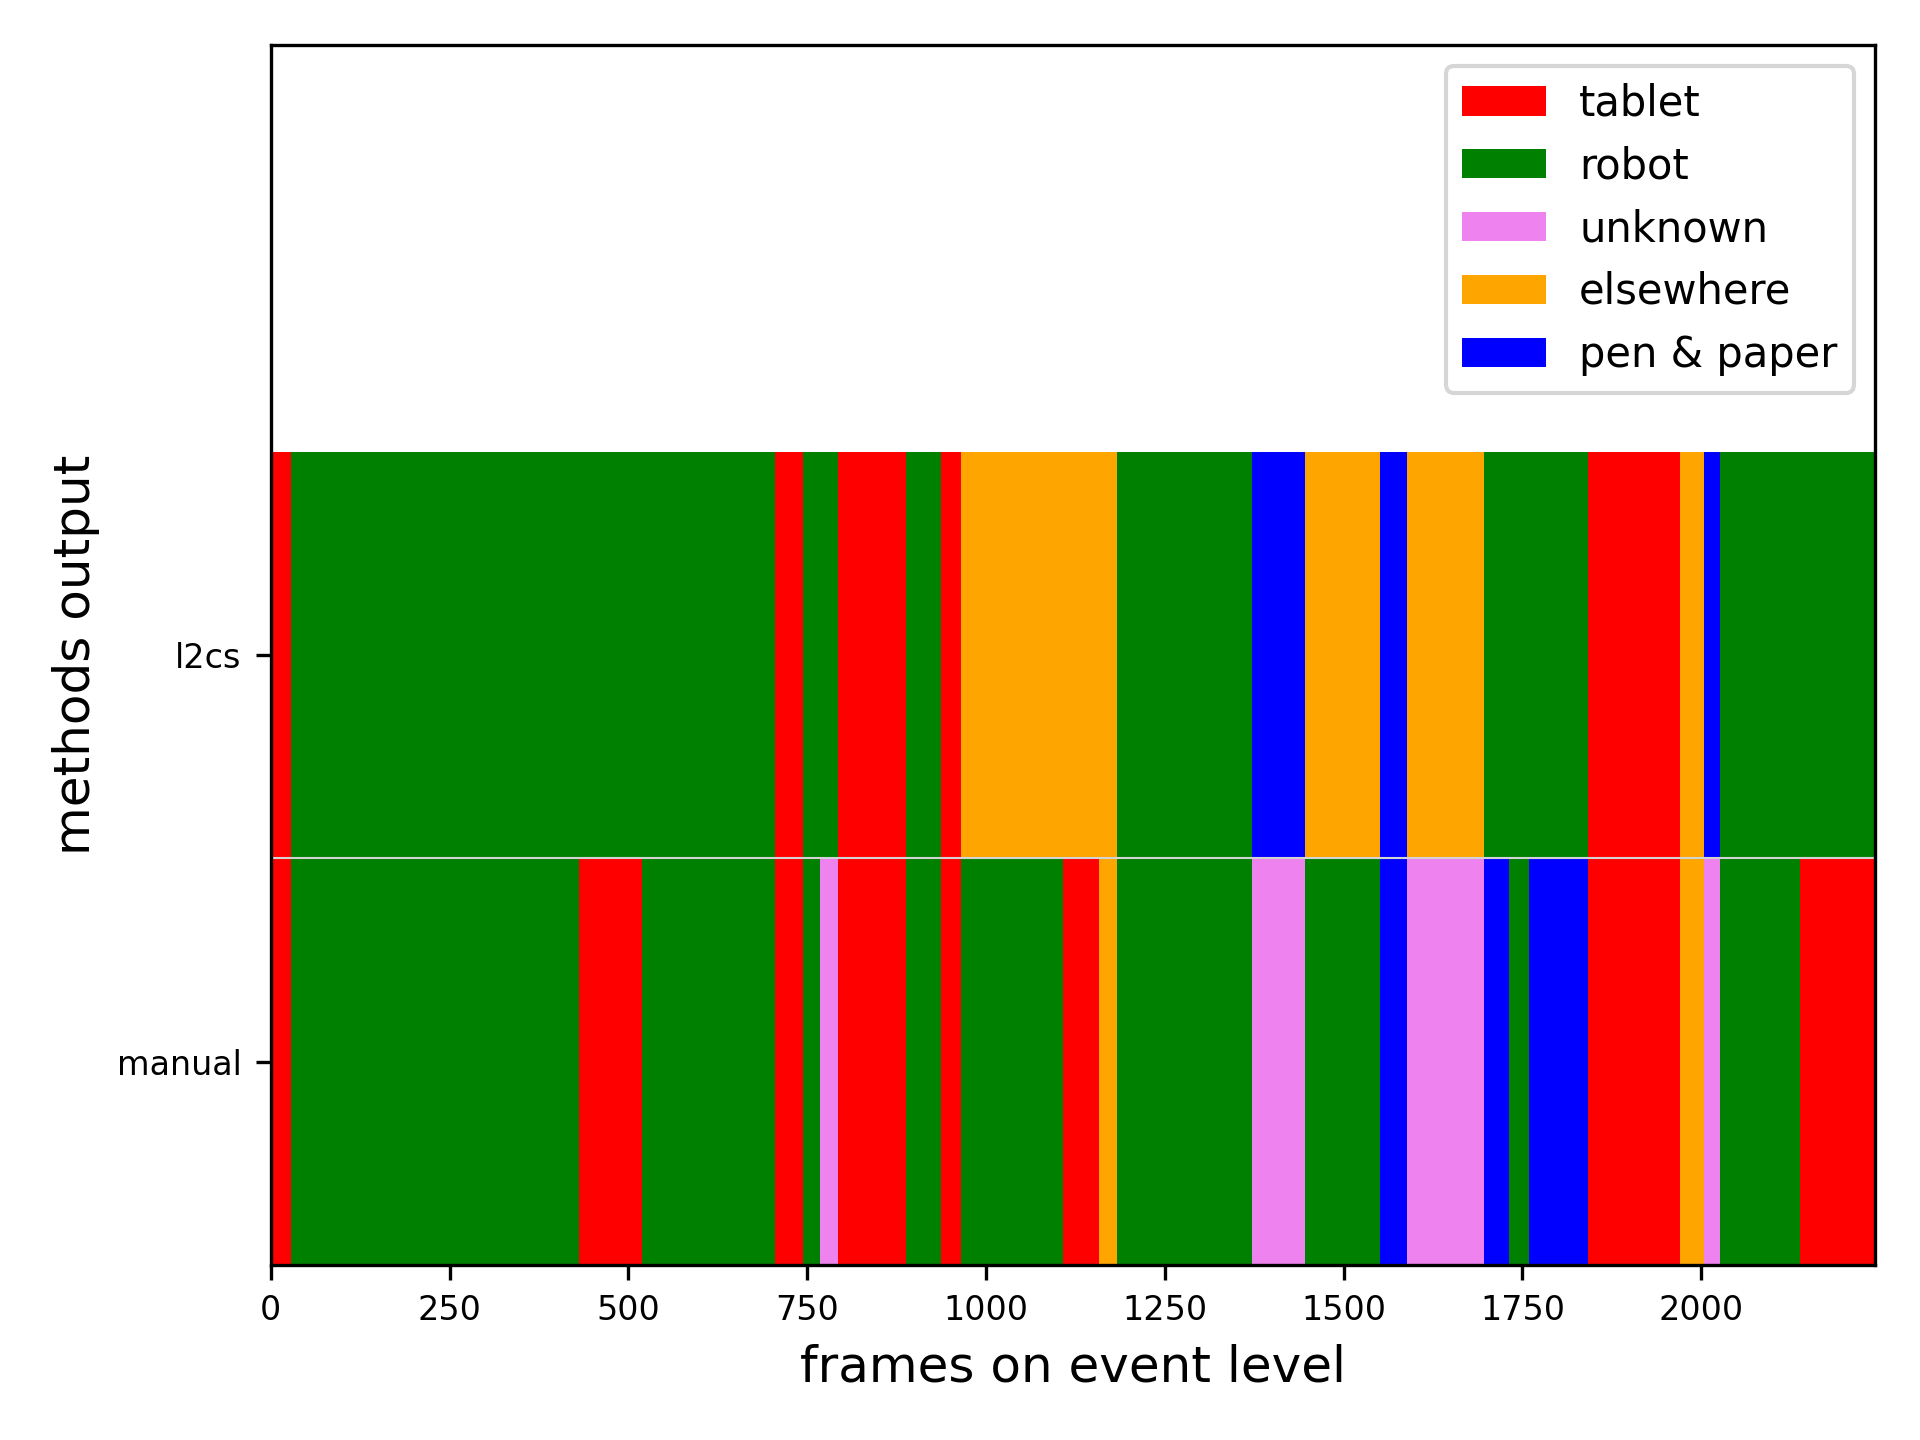 tablet
robot
unknown
elsewhere
pen & paper
methods output
l2cs
manual
0 250 500 750 1000 1250 1500 1750 2000
frames on event level